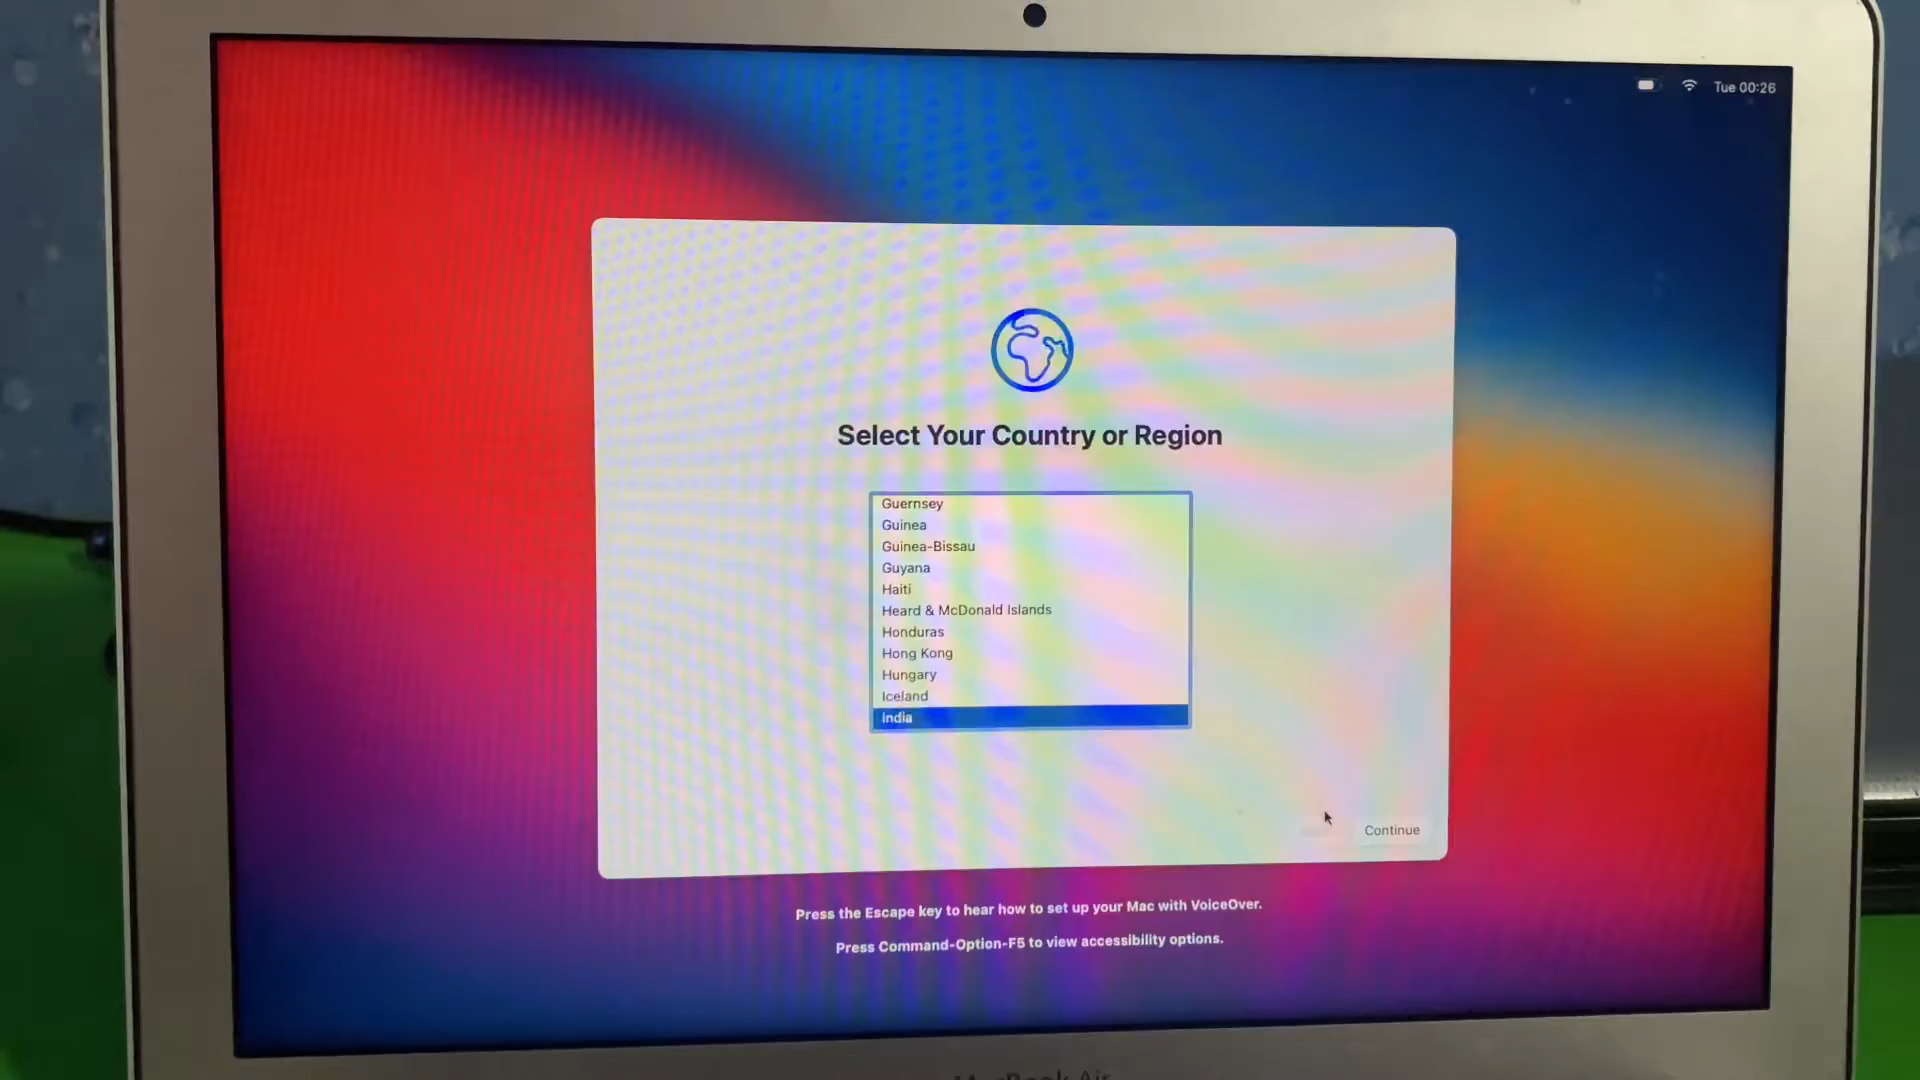 Tue 00:26
Select Your Country or Region
Guernsey
Guinea
Guinea-Bissau
Guyana
Haiti
Heard & McDonald Islands
Honduras
Hong Kong
Hungary
Iceland
India
Continue
Press the Escape key to hear how to set up your Mac with VoiceOver.
Press Command-Option-F5 to view accessibility options.
MacBook Air